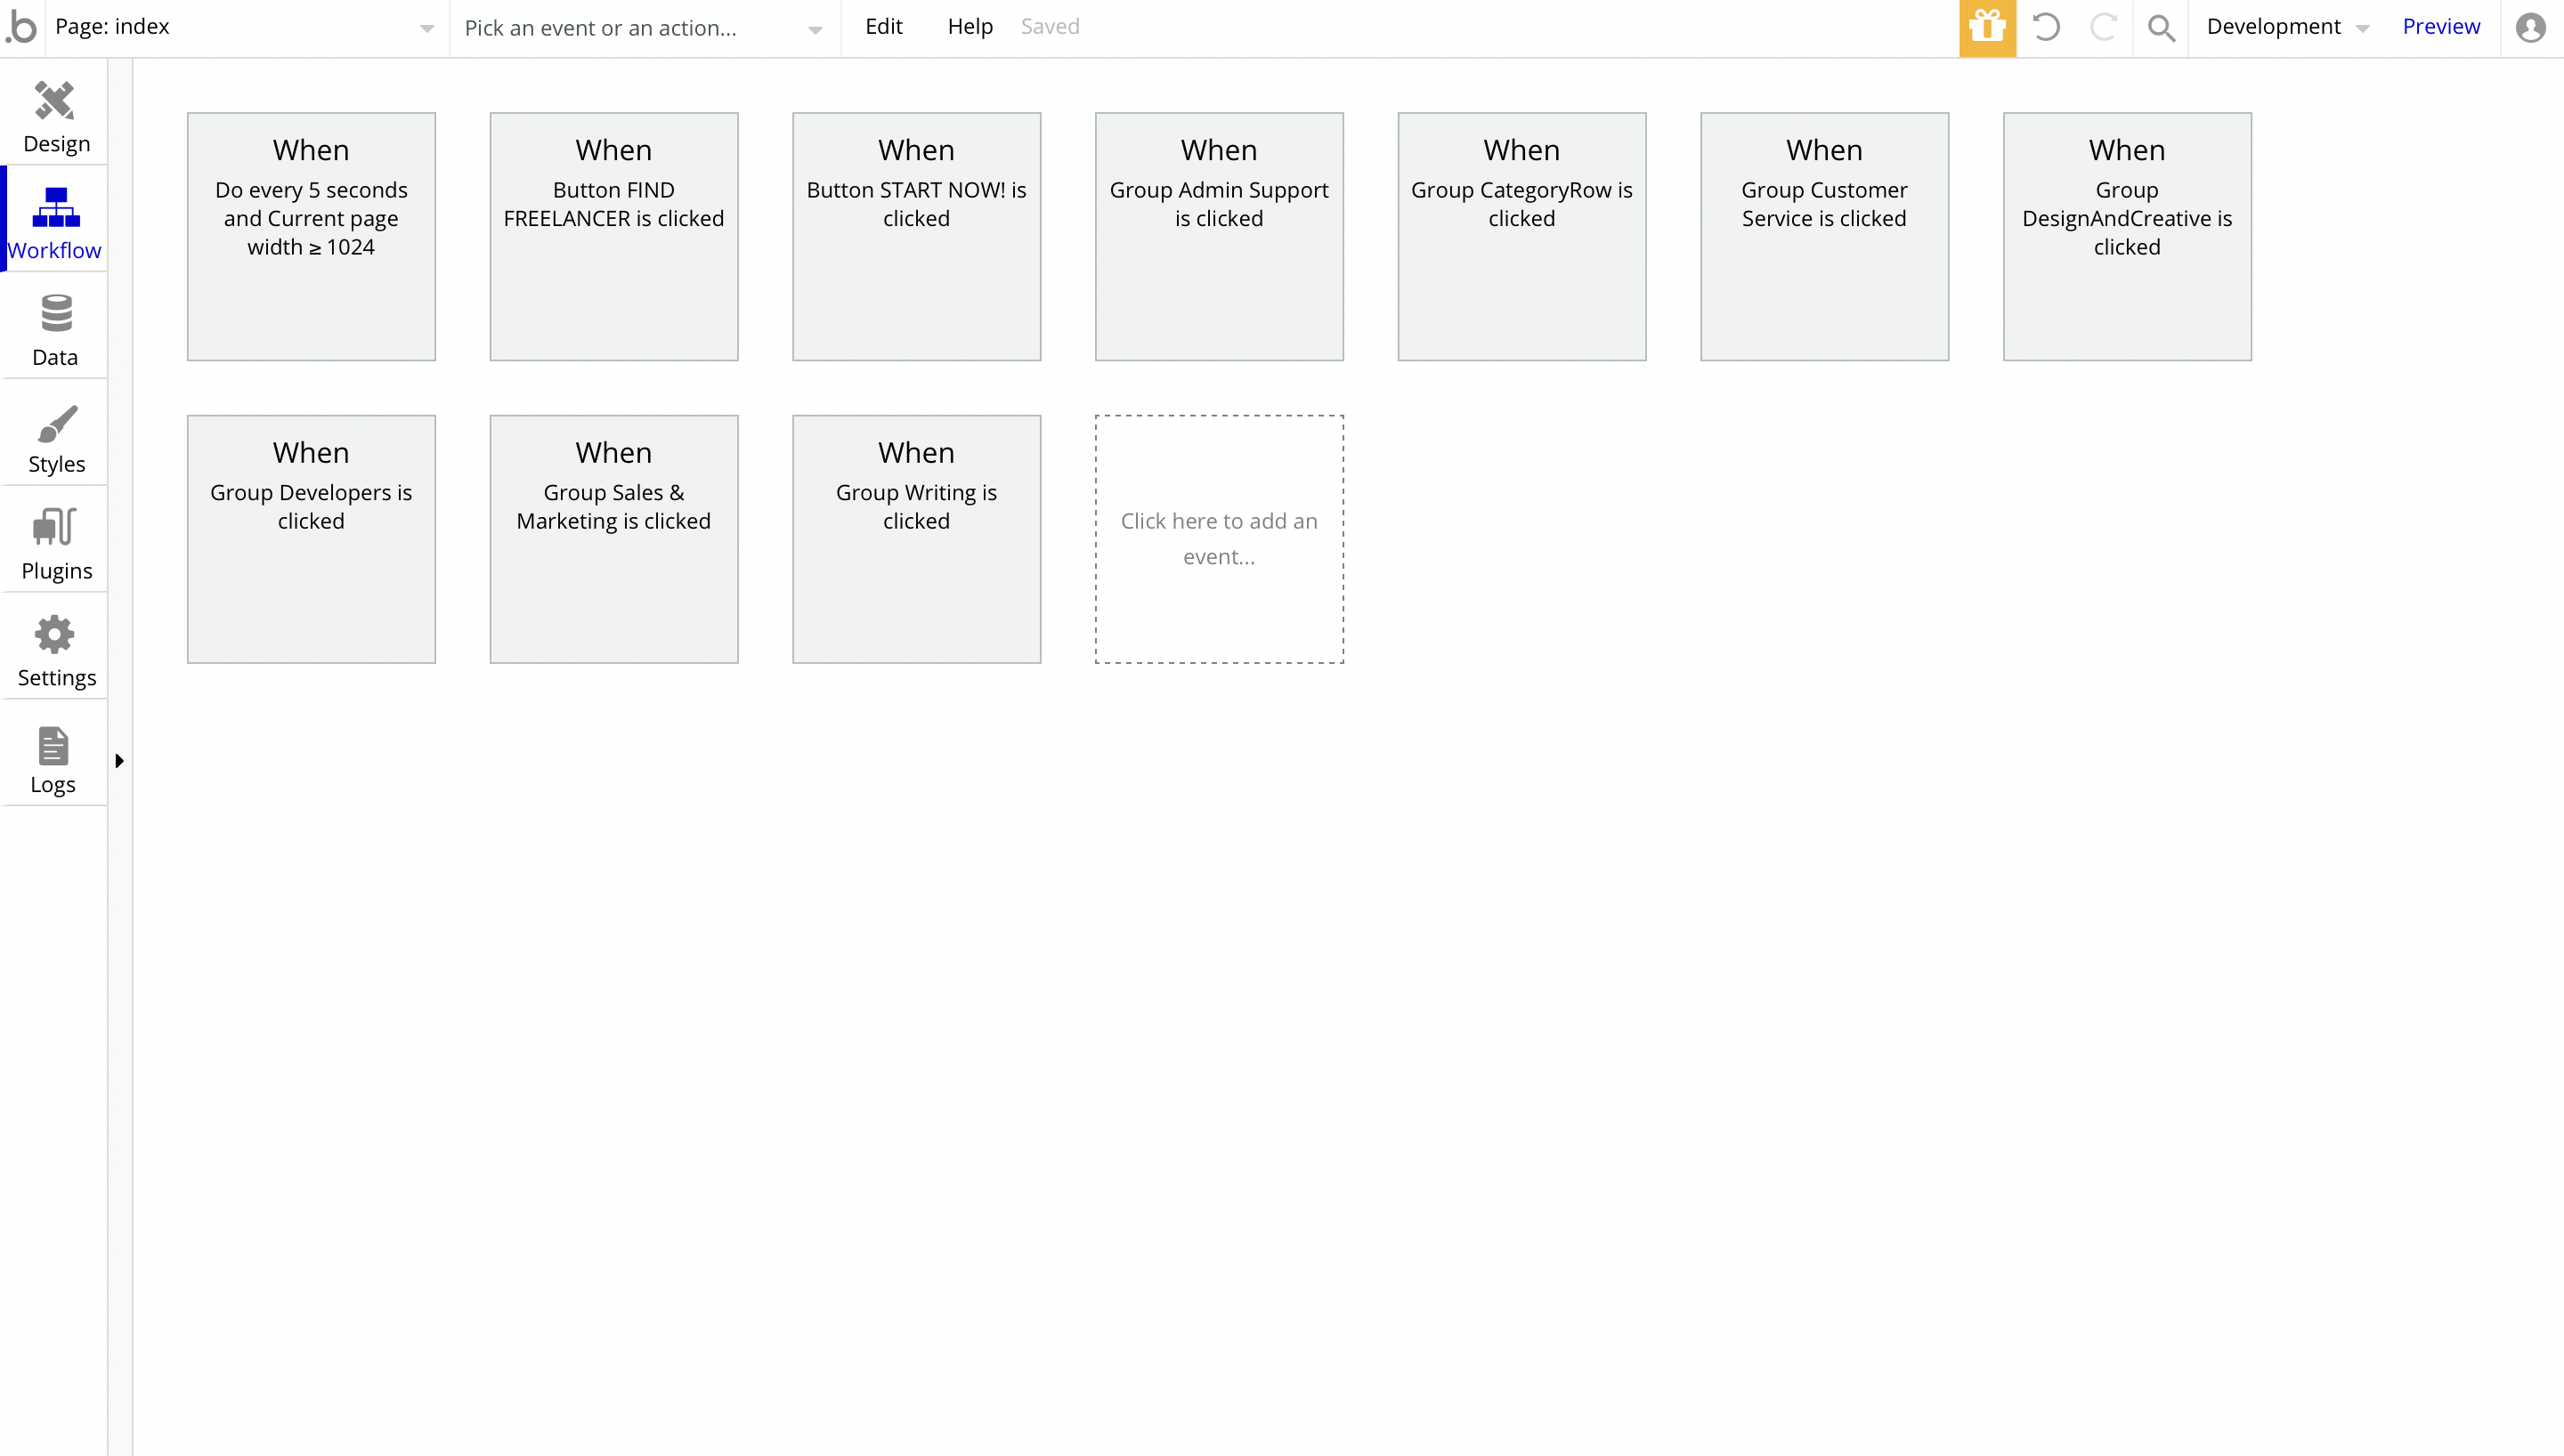 .b
Page: index
Pick an event or an action...
Edit
Help
Saved
Development
Preview
Design
Workflow
Data
Styles
Plugins
Settings
Logs
When
Do every 5 seconds
and Current page
width ≥ 1024
When
Button FIND
FREELANCER is clicked
When
Button START NOW! is
clicked
When
Group Admin Support
is clicked
When
Group CategoryRow is
clicked
When
Group Customer
Service is clicked
When
Group
DesignAndCreative is
clicked
When
Group Developers is
clicked
When
Group Sales &
Marketing is clicked
When
Group Writing is
clicked
Click here to add an
event...